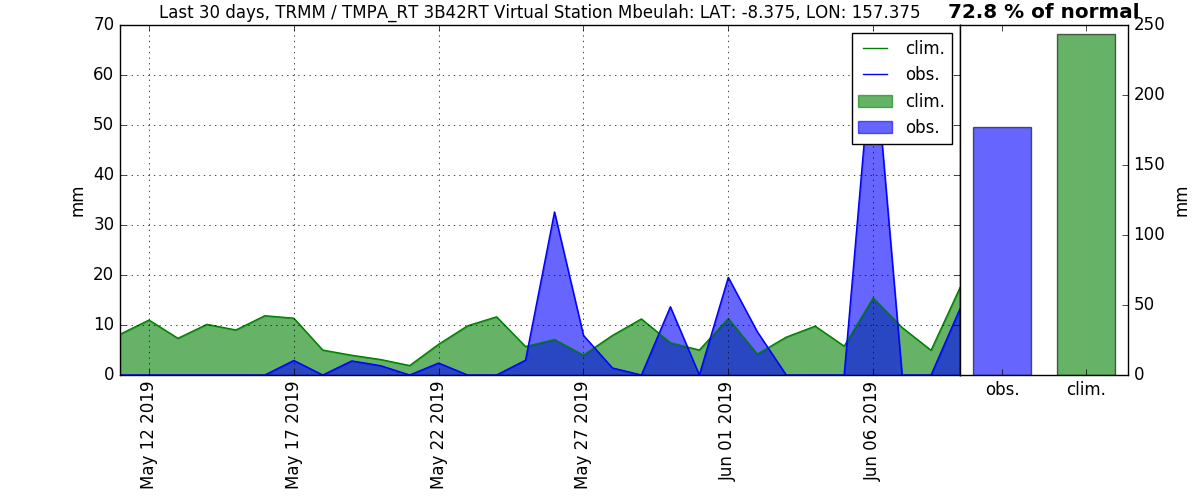 Last 30 days, TRMM / TMPA_RT 3B42RT Virtual Station Mbeulah: LAT: -8.375, LON: 157.375
72.8 % of normal
70
60
50
40
30
20
10
0
mm
clim.
obs.
clim.
obs.
250
200
150
100
50
0
mm
obs.
clim.
May 12 2019
May 17 2019
May 22 2019
May 27 2019
Jun 01 2019
Jun 06 2019